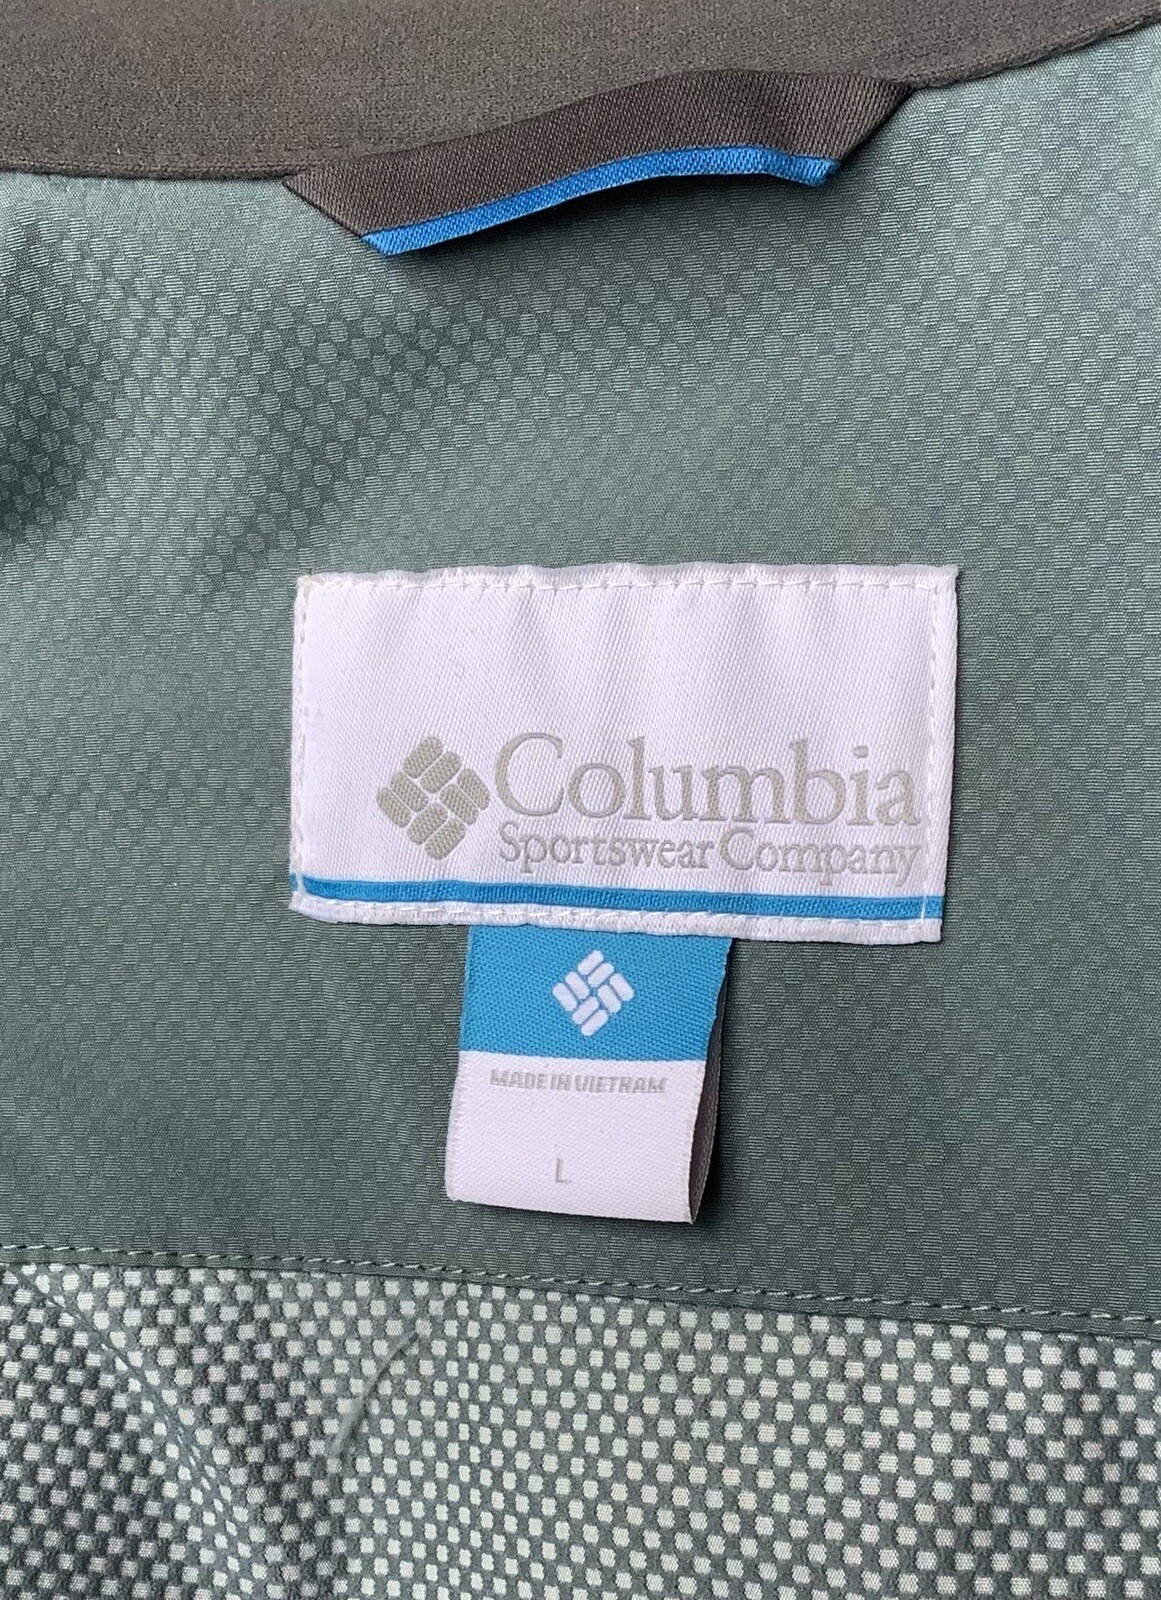 Columbia
Sportswear Company
MADE IN VIETNAM
L